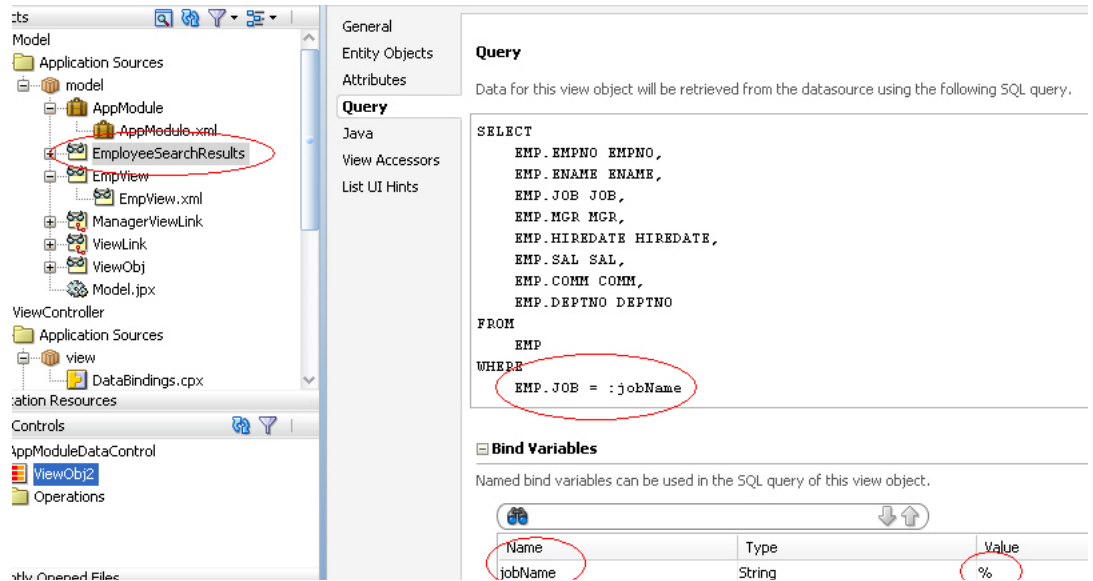 Model
Application Sources
model
AppModule
AppModule.xml
EmployeeSearchResults
EmpView
EmpView.xml
ManagerViewLink
ViewLink
ViewObj
Model.jpx
ViewController
Application Sources
view
DataBindings.cpx
Resources
Controls
AppModuleDataControl
ViewObj2
Operations
Opened Files
General
Entity Objects
Attributes
Query
Java
View Accessors
List UI Hints
Query
Data for this view object will be retrieved from the datasource using the following SQL query.
SELECT
EMP.EMPNO EMPNO,
EMP.ENAME ENAME,
EMP.JOB JOB,
EMP.MGR MGR,
EMP.HIREDATE HIREDATE,
EMP.SAL SAL,
EMP.COMM COMM,
EMP.DEPTNO DEPTNO
FROM
EMP
WHERE
EMP.JOB = :jobName
Bind Variables
Named bind variables can be used in the SQL query of this view object.
Name Type Value
jobName String %